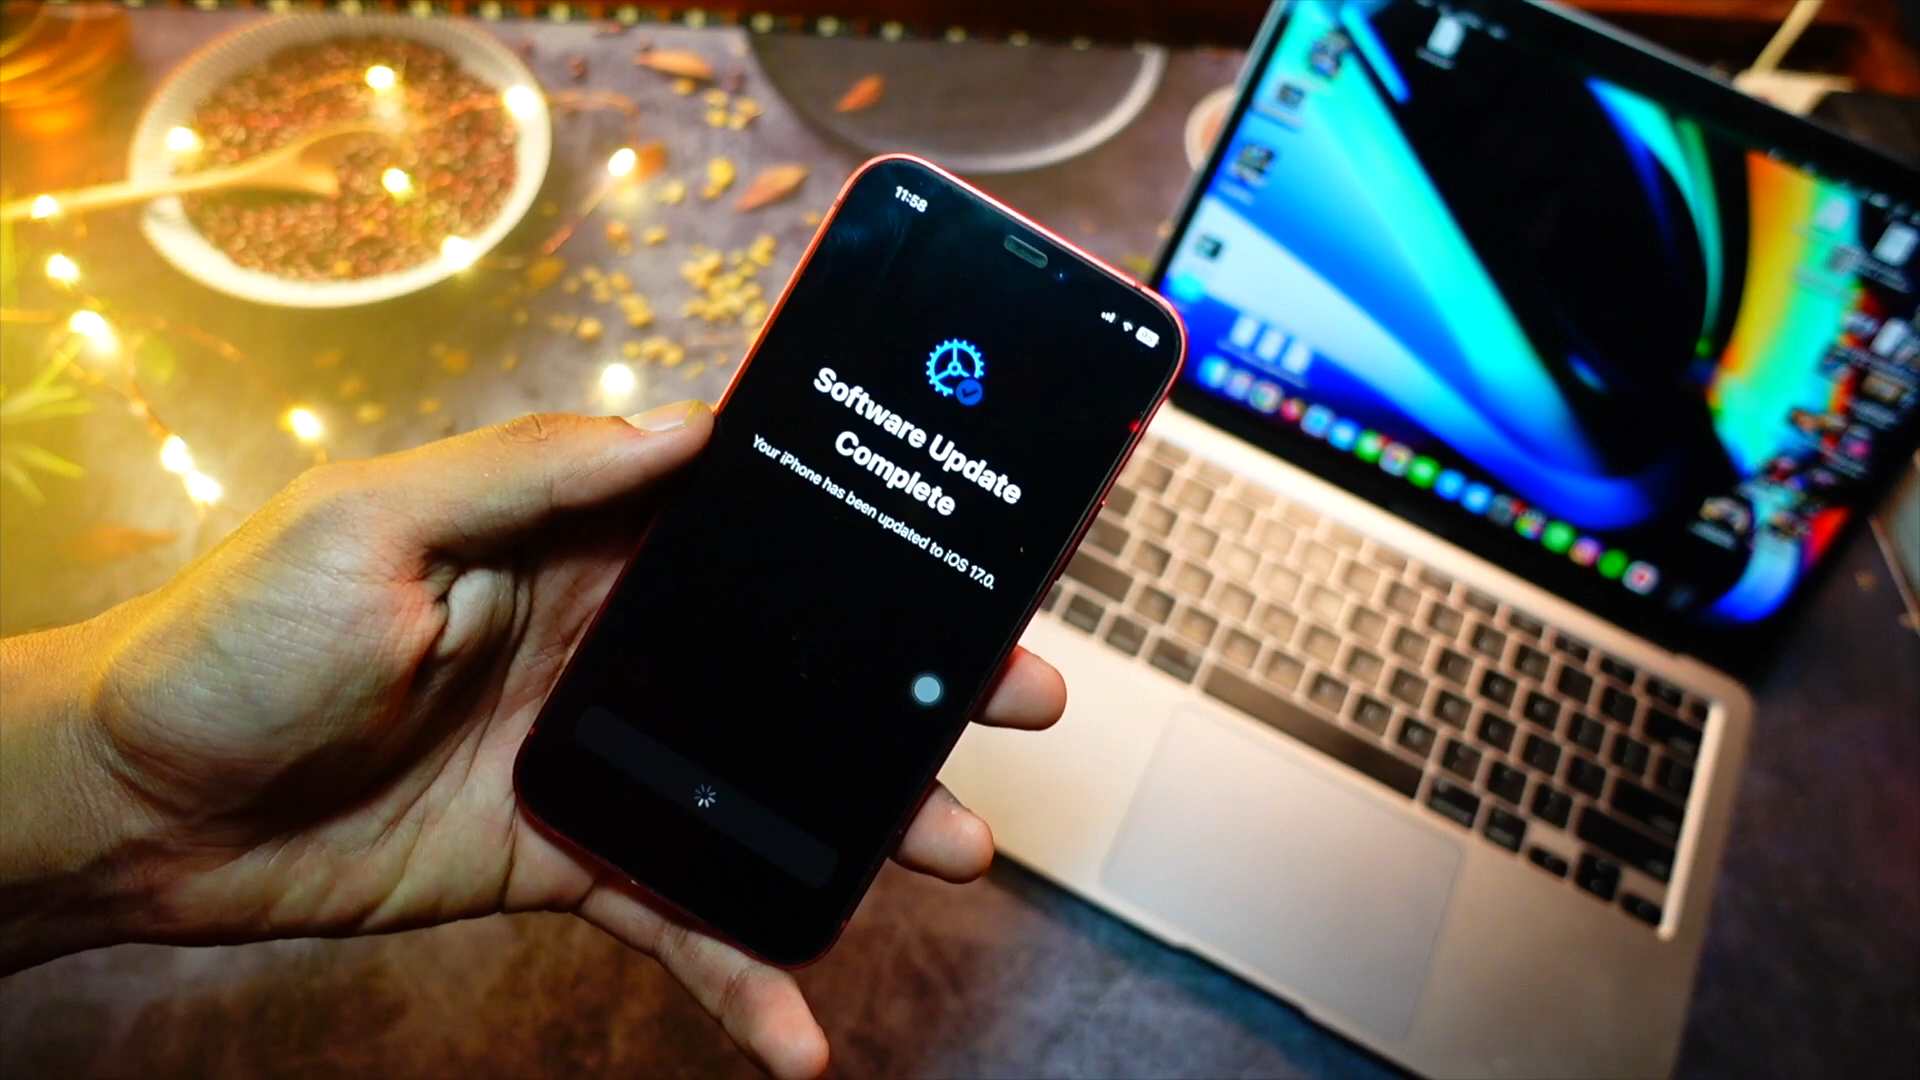 11:58
Software Update
Complete
Your iPhone has been updated to iOS 17.0.